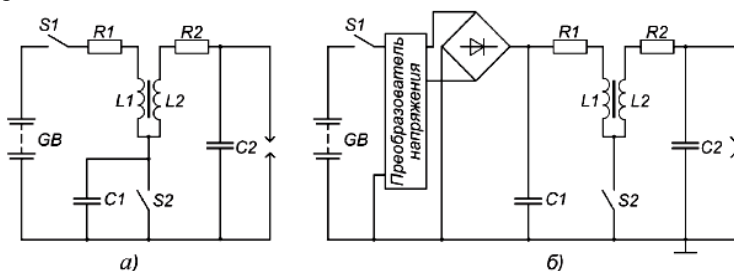 S1 R1 R2
L1 L2
GB
C1 S2 C2
а)
S1
Преобразователь
напряжения
R1 R2
L1 L2
GB
C1 S2 C2
б)